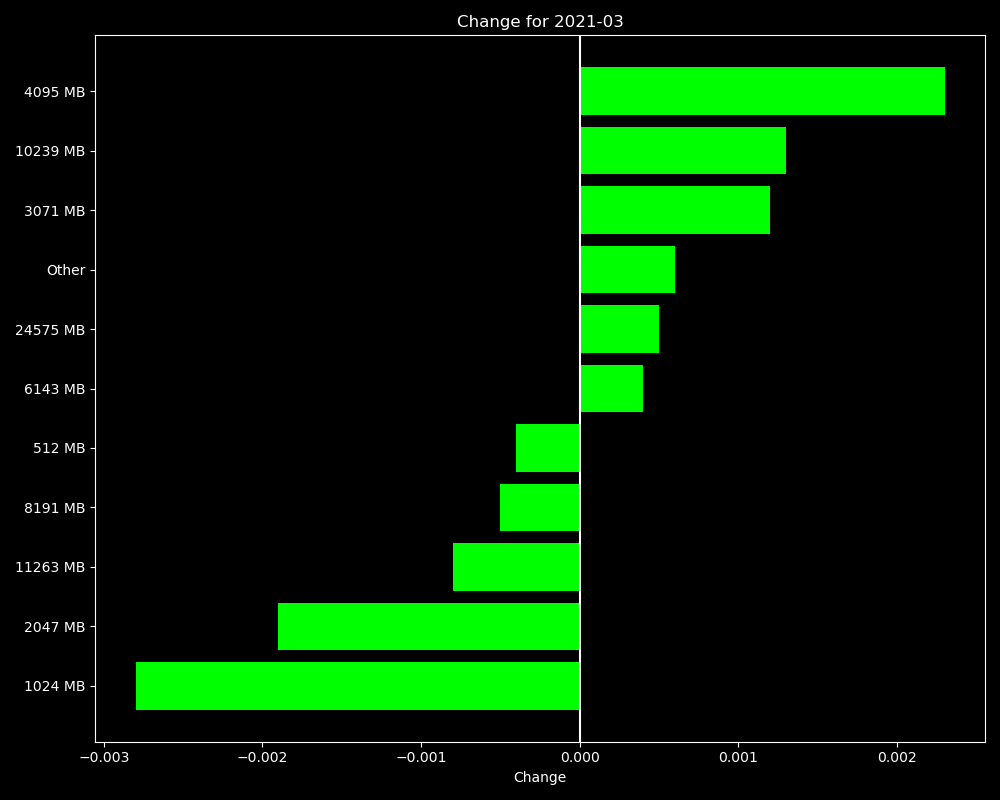 Change for 2021-03
4095 MB
10239 MB
3071 MB
Other
24575 MB
6143 MB
512 MB
8191 MB
11263 MB
2047 MB
1024 MB
−0.003 −0.002 −0.001 0.000 0.001 0.002
Change